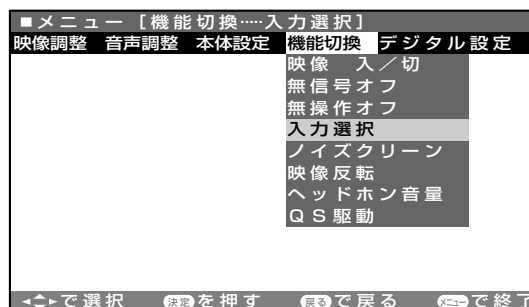 ■メニュー [機能切換……入力選択]
映像調整 音声調整 本体設定 機能切換 デジタル設定
映像 入／切
無信号オフ
無操作オフ
入力選択
ノイズクリーン
映像反転
ヘッドホン音量
QS駆動
で選択 決定を押す 戻るで戻る メニューで終了